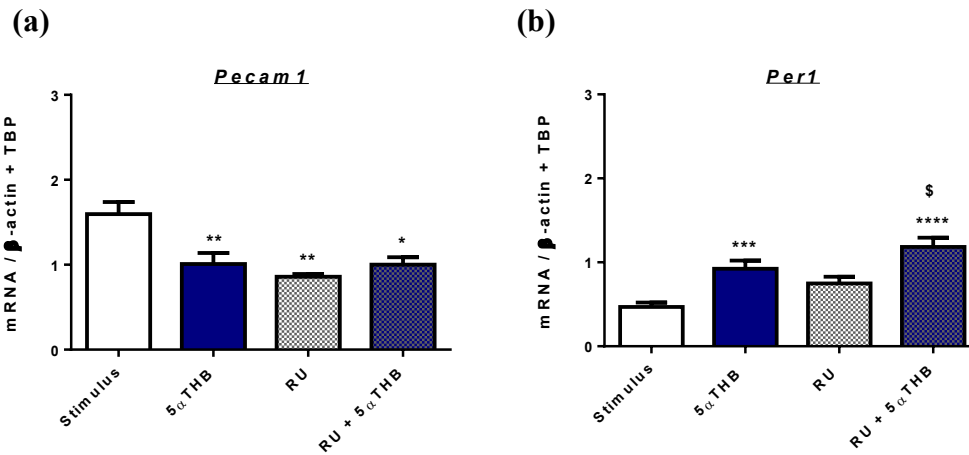 (a)
Pecam1
mRNA / β-actin + TBP
3
2
1
0
**
**
*
Stimulus
5αTHB
RU
RU + 5αTHB
(b)
Per1
mRNA / β-actin + TBP
3
2
1
0
***
$
****
Stimulus
5αTHB
RU
RU + 5αTHB